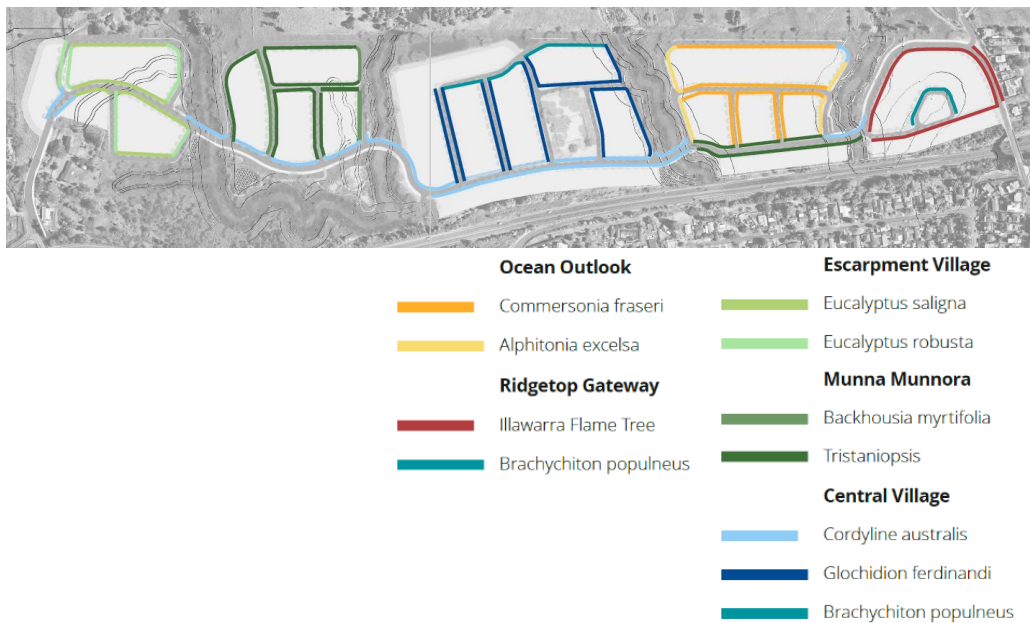 Ocean Outlook
Commersonia fraseri
Alphitonia excelsa
Ridgetop Gateway
Illawarra Flame Tree
Brachychiton populneus
Escarpment Village
Eucalyptus saligna
Eucalyptus robusta
Munna Munnora
Backhousia myrtifolia
Tristaniopsis
Central Village
Cordyline australis
Glochidion ferdinandi
Brachychiton populneus